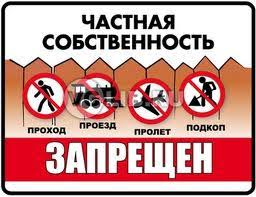 ЧАСТНАЯ
СОБСТВЕННОСТЬ
ПРОХОД ПРОЕЗД ПРОЛЕТ ПОДКОП
ЗАПРЕЩЕН